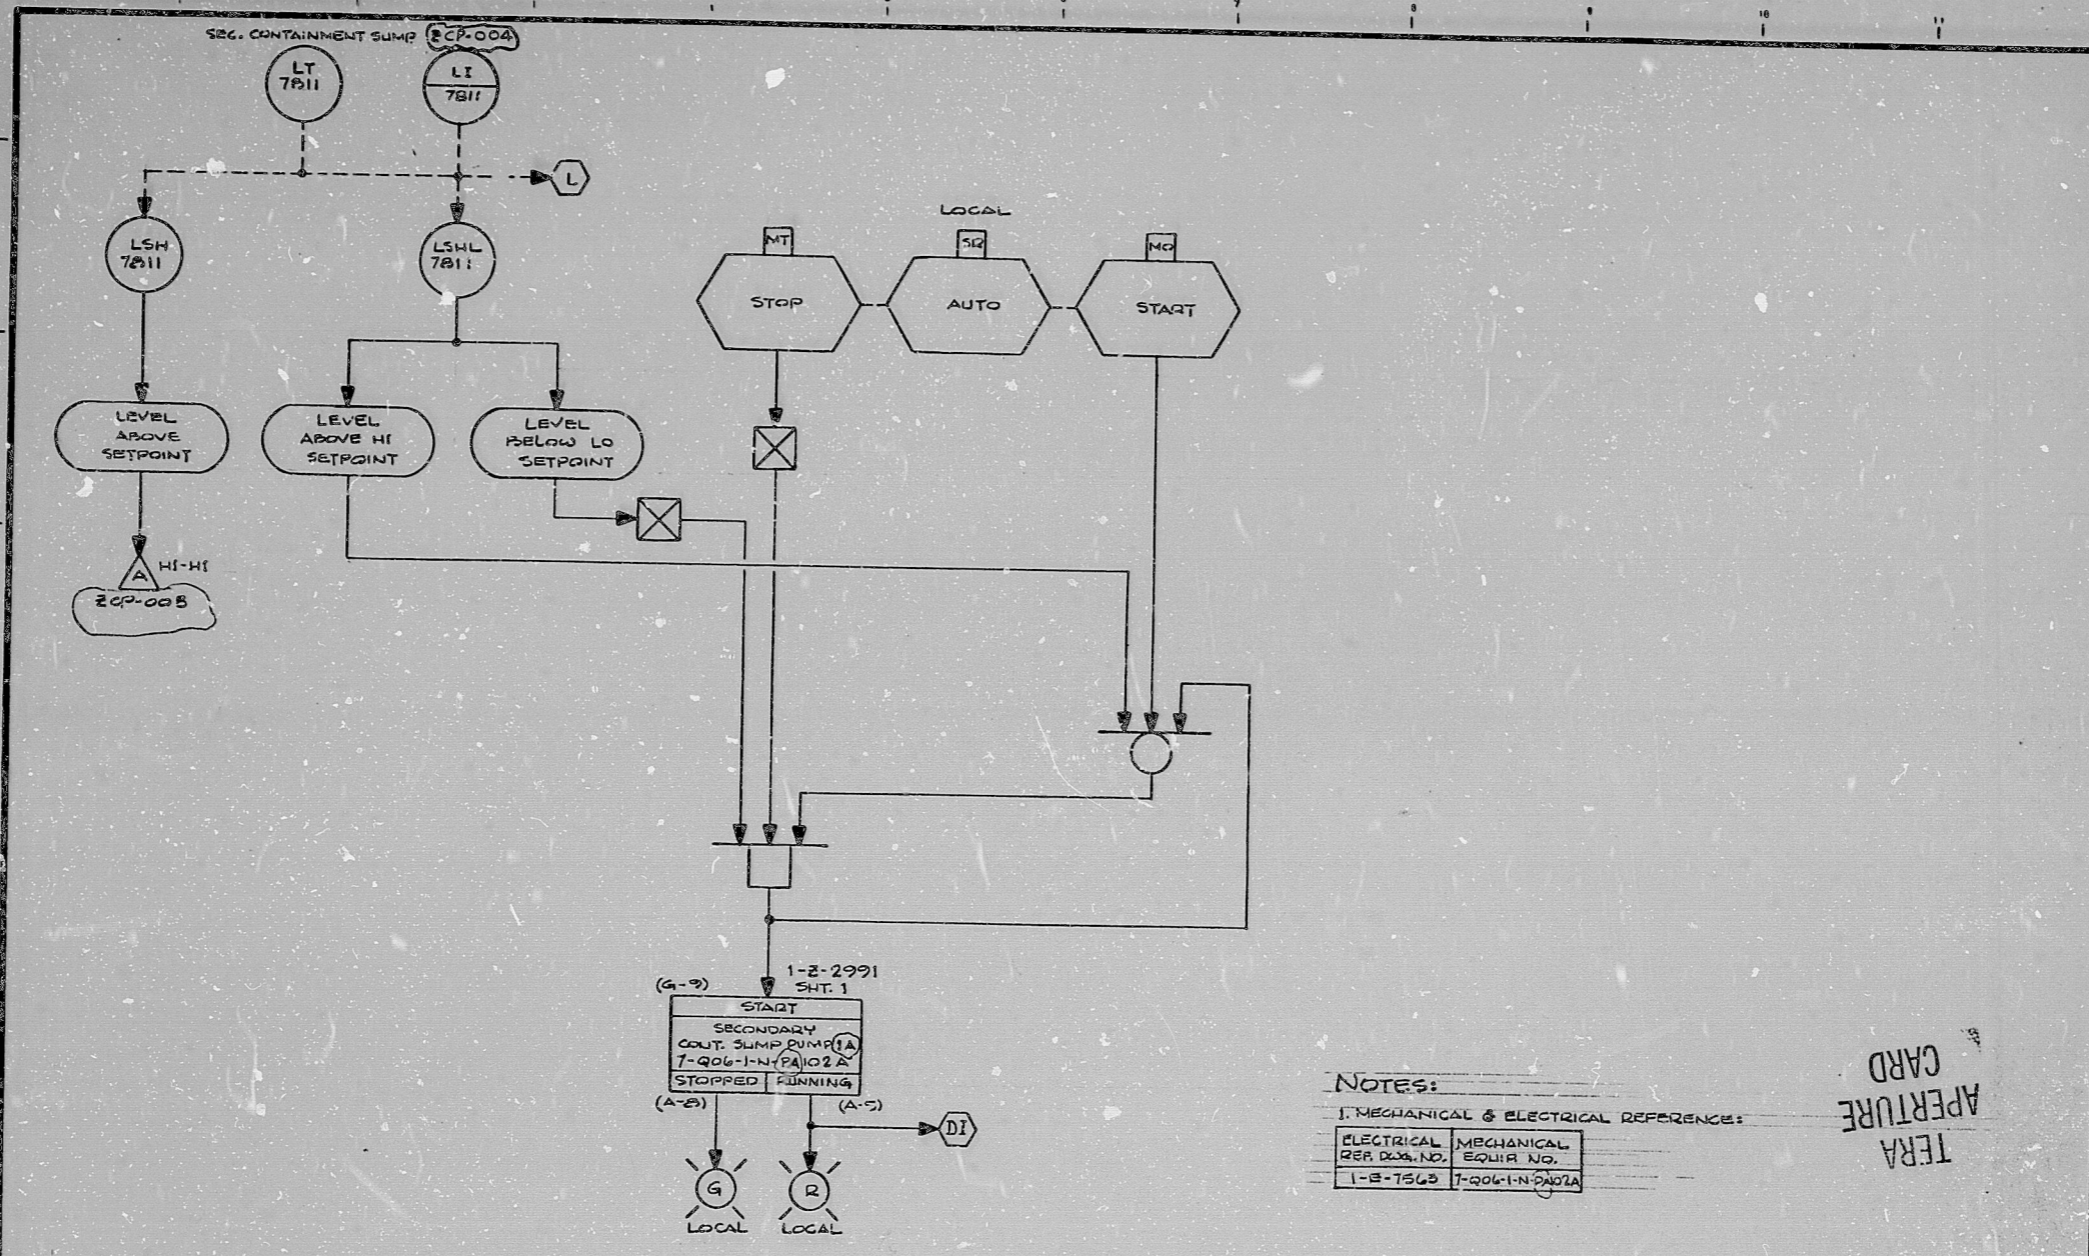 10
11
SEC. CONTAINMENT SUMP ZCP-004
LT
7811
LI
7811
L
LSH
7811
LSHL
7811
LOCAL
MT
SR
MO
STOP
AUTO
START
LEVEL
ABOVE
SETPOINT
LEVEL
ABOVE HI
SETPOINT
LEVEL
BELOW LO
SETPOINT
A
HI-HI
ZCP-005
1-Z-2991
SHT. 1
(G-9)
START
SECONDARY
CONT. SUMP PUMP 1A
7-Q06-1-N-PA102A
STOPPED
RUNNING
(A-8)
(A-5)
DI
G
R
LOCAL
LOCAL
NOTES:
1. MECHANICAL & ELECTRICAL REFERENCE:
ELECTRICAL
REF. DWG. NO.
MECHANICAL
EQUIP. NO.
1-E-7563
7-Q06-1-N-PA102A
TERA
APERTURE
CARD